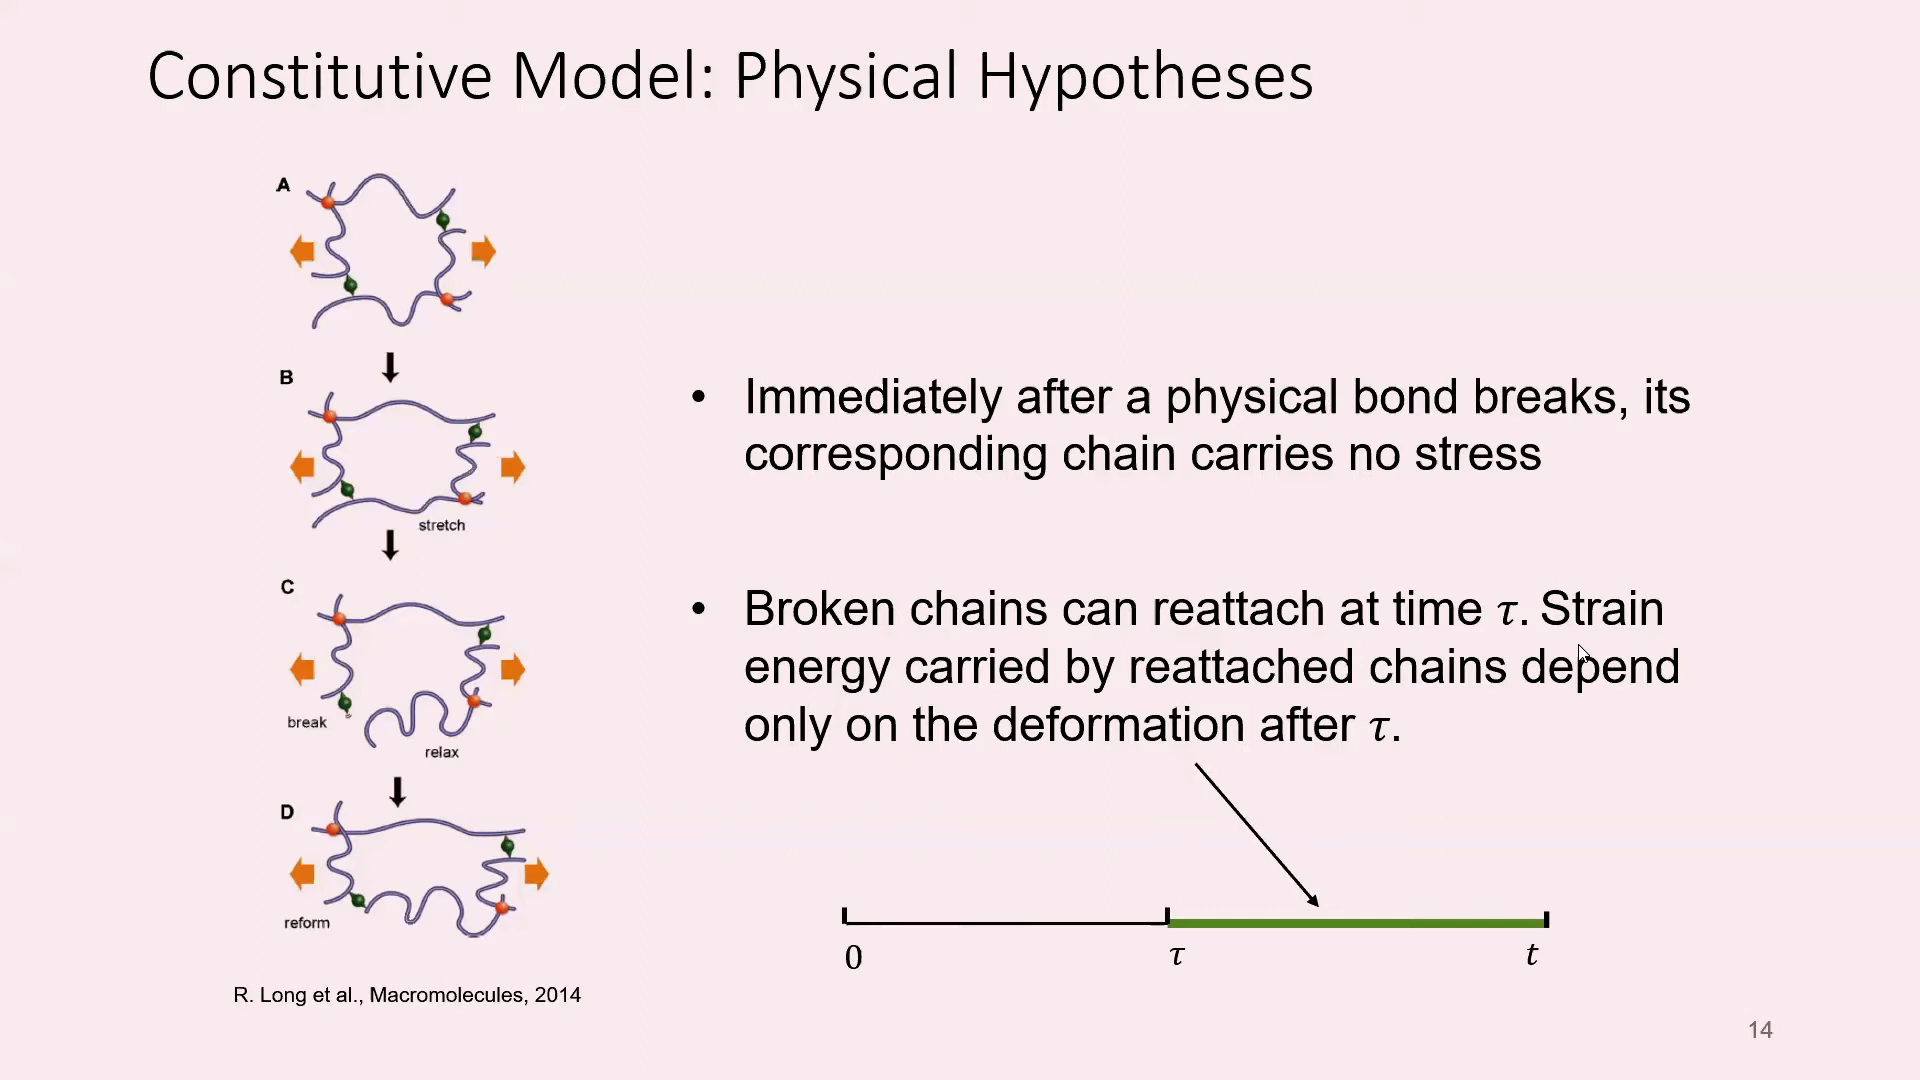 Constitutive Model: Physical Hypotheses
A
B
stretch
C
break
relax
D
reform
R. Long et al., Macromolecules, 2014
• Immediately after a physical bond breaks, its
corresponding chain carries no stress
• Broken chains can reattach at time τ. Strain
energy carried by reattached chains depend
only on the deformation after τ.
0 τ t
14